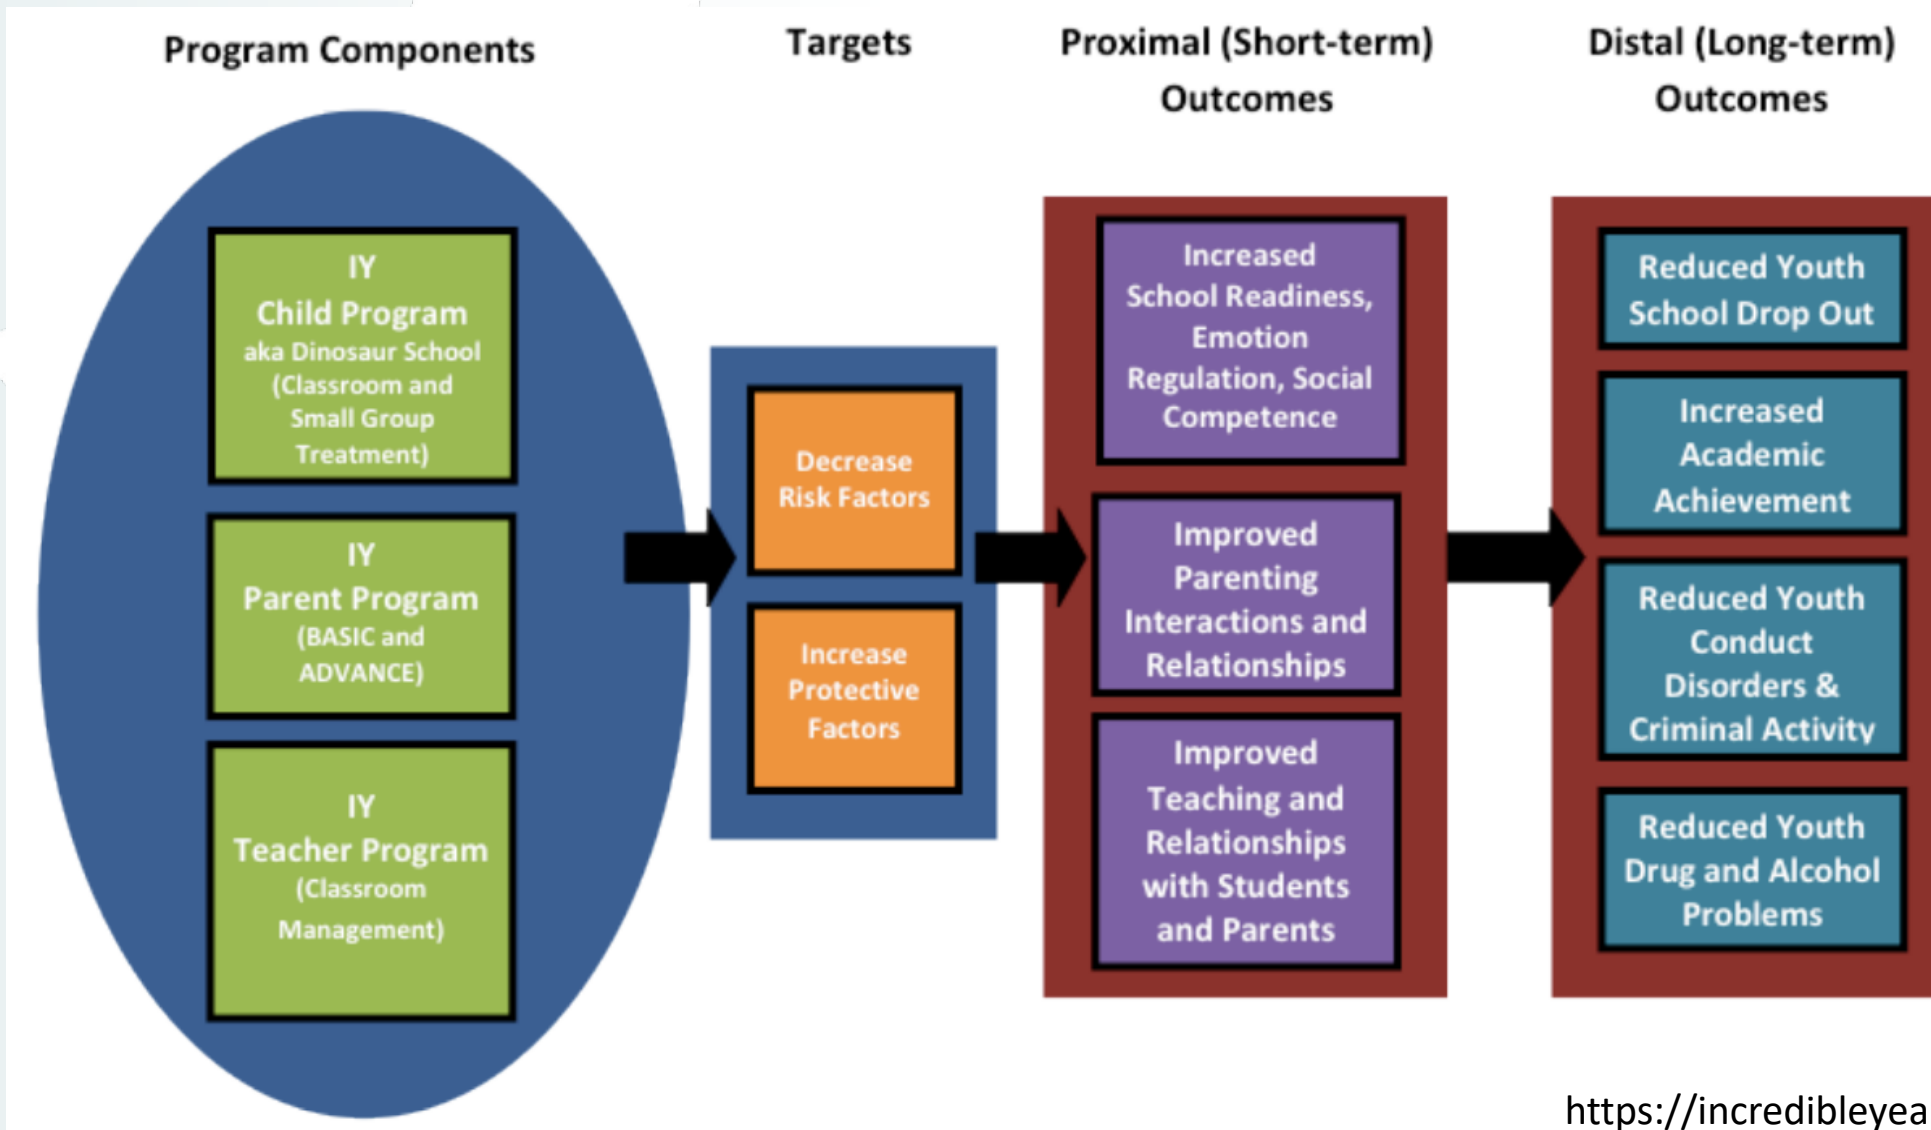 Program Components
IY
Child Program
aka Dinosaur School
(Classroom and
Small Group
Treatment)
IY
Parent Program
(BASIC and
ADVANCE)
IY
Teacher Program
(Classroom
Management)
Targets
Decrease
Risk Factors
Increase
Protective
Factors
Proximal (Short-term)
Outcomes
Increased
School Readiness,
Emotion
Regulation, Social
Competence
Improved
Parenting
Interactions and
Relationships
Improved
Teaching and
Relationships
with Students
and Parents
Distal (Long-term)
Outcomes
Reduced Youth
School Drop Out
Increased
Academic
Achievement
Reduced Youth
Conduct
Disorders &
Criminal Activity
Reduced Youth
Drug and Alcohol
Problems
https://incredibleyea